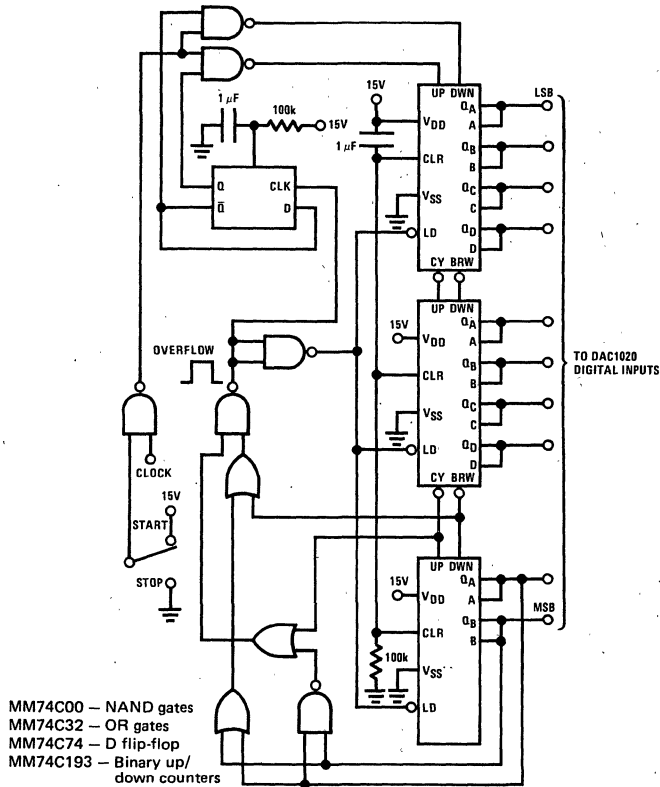 1 μF
100k
15V
Q
CLK
Q̅
D
OVERFLOW
CLOCK
15V
START
STOP
15V
1 μF
UP DWN
VDD
CLR
VSS
LD
QA
A
QB
B
QC
C
QD
D
CY BRW
LSB
15V
UP DWN
VDD
CLR
VSS
LD
QA
A
QB
B
QC
C
QD
D
CY BRW
TO DAC1020
DIGITAL INPUTS
15V
100k
UP DWN
VDD
CLR
VSS
LD
QA
A
QB
B
MSB
MM74C00 — NAND gates
MM74C32 — OR gates
MM74C74 — D flip-flop
MM74C193 — Binary up/
down counters